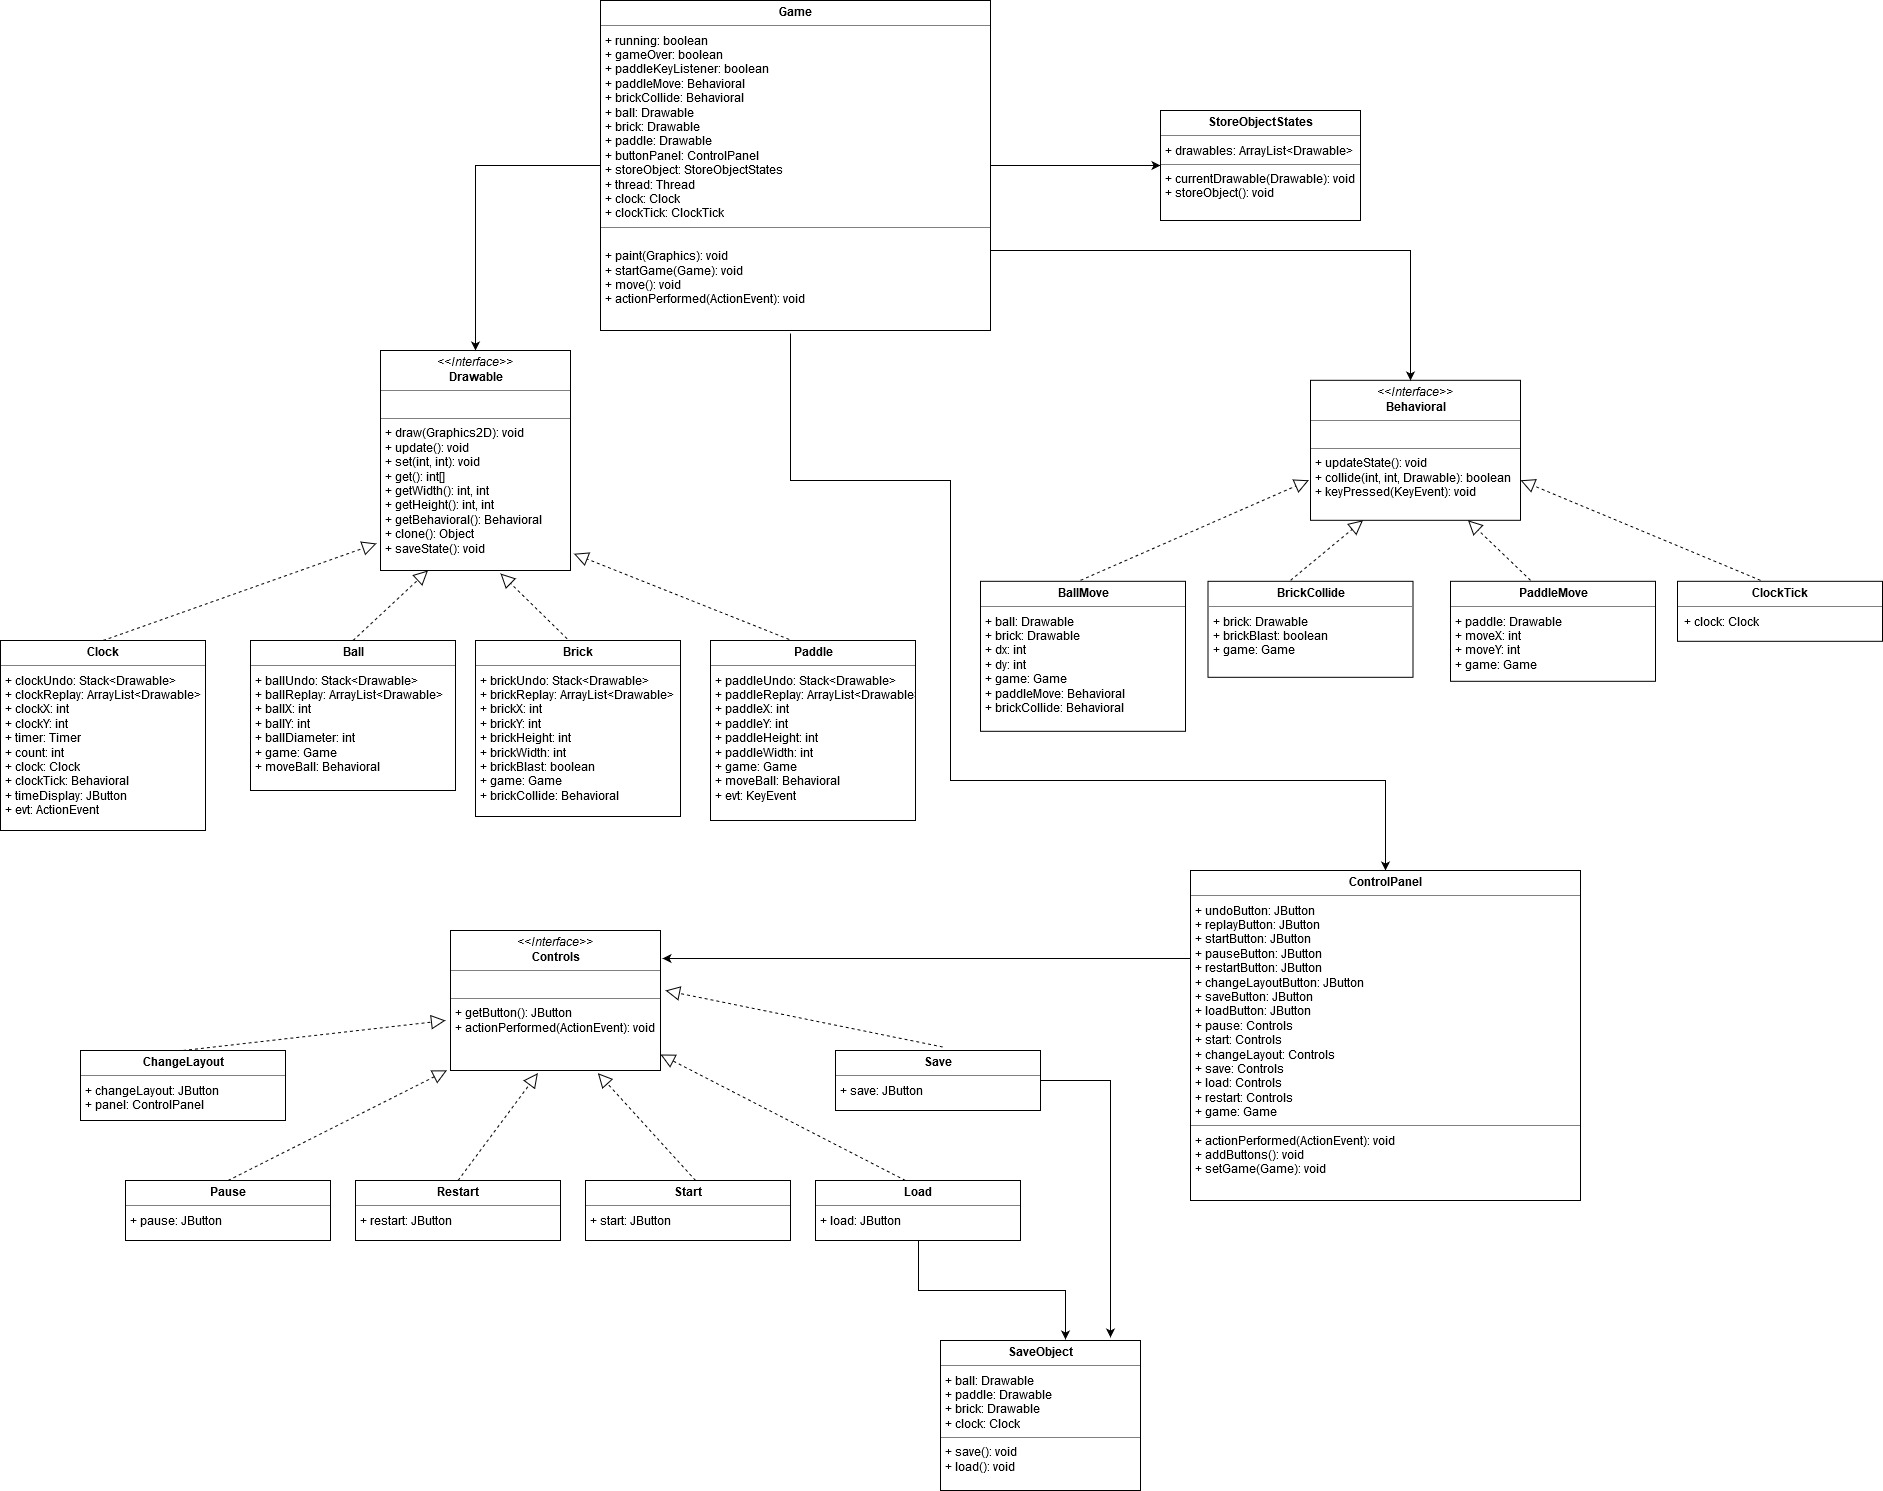 Game
+ running: boolean
+ gameOver: boolean
+ paddleKeyListener: boolean
+ paddleMove: Behavioral
+ brickCollide: Behavioral
+ ball: Drawable
+ brick: Drawable
+ paddle: Drawable
+ buttonPanel: ControlPanel
+ storeObject: StoreObjectStates
+ thread: Thread
+ clock: Clock
+ clockTick: ClockTick
+ paint(Graphics): void
+ startGame(Game): void
+ move(): void
+ actionPerformed(ActionEvent): void
StoreObjectStates
+ drawables: ArrayList<Drawable>
+ currentDrawable(Drawable): void
+ storeObject(): void
<<Interface>>
Drawable
+ draw(Graphics2D): void
+ update(): void
+ set(int, int): void
+ get(): int[]
+ getWidth(): int, int
+ getHeight(): int, int
+ getBehavioral(): Behavioral
+ clone(): Object
+ saveState(): void
<<Interface>>
Behavioral
+ updateState(): void
+ collide(int, int, Drawable): boolean
+ keyPressed(KeyEvent): void
BallMove
+ ball: Drawable
+ brick: Drawable
+ dx: int
+ dy: int
+ game: Game
+ paddleMove: Behavioral
+ brickCollide: Behavioral
BrickCollide
+ brick: Drawable
+ brickBlast: boolean
+ game: Game
PaddleMove
+ paddle: Drawable
+ moveX: int
+ moveY: int
+ game: Game
ClockTick
+ clock: Clock
Clock
+ clockUndo: Stack<Drawable>
+ clockReplay: ArrayList<Drawable>
+ clockX: int
+ clockY: int
+ timer: Timer
+ count: int
+ clock: Clock
+ clockTick: Behavioral
+ timeDisplay: JButton
+ evt: ActionEvent
Ball
+ ballUndo: Stack<Drawable>
+ ballReplay: ArrayList<Drawable>
+ ballX: int
+ ballY: int
+ ballDiameter: int
+ game: Game
+ moveBall: Behavioral
Brick
+ brickUndo: Stack<Drawable>
+ brickReplay: ArrayList<Drawable>
+ brickX: int
+ brickY: int
+ brickHeight: int
+ brickWidth: int
+ brickBlast: boolean
+ game: Game
+ brickCollide: Behavioral
Paddle
+ paddleUndo: Stack<Drawable>
+ paddleReplay: ArrayList<Drawable
+ paddleX: int
+ paddleY: int
+ paddleHeight: int
+ paddleWidth: int
+ game: Game
+ moveBall: Behavioral
+ evt: KeyEvent
ControlPanel
+ undoButton: JButton
+ replayButton: JButton
+ startButton: JButton
+ pauseButton: JButton
+ restartButton: JButton
+ changeLayoutButton: JButton
+ saveButton: JButton
+ loadButton: JButton
+ pause: Controls
+ start: Controls
+ changeLayout: Controls
+ save: Controls
+ load: Controls
+ restart: Controls
+ game: Game
+ actionPerformed(ActionEvent): void
+ addButtons(): void
+ setGame(Game): void
<<Interface>>
Controls
+ getButton(): JButton
+ actionPerformed(ActionEvent): void
ChangeLayout
+ changeLayout: JButton
+ panel: ControlPanel
Save
+ save: JButton
Pause
+ pause: JButton
Restart
+ restart: JButton
Start
+ start: JButton
Load
+ load: JButton
SaveObject
+ ball: Drawable
+ paddle: Drawable
+ brick: Drawable
+ clock: Clock
+ save(): void
+ load(): void